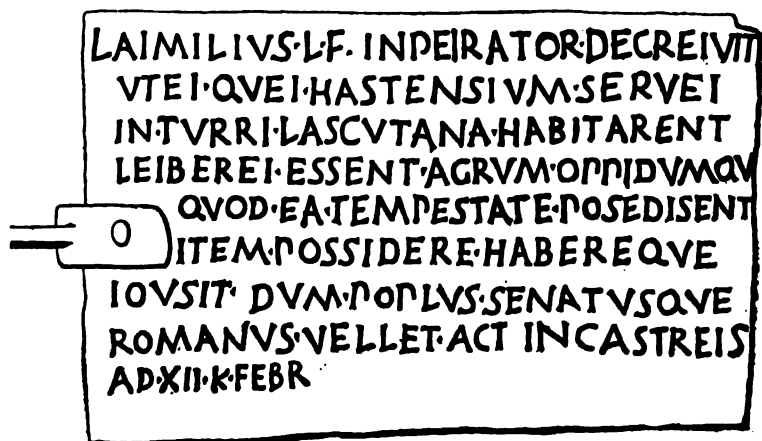 L·AIMILIVS·L·F·INPEIRATOR·DECREIVIT
VTEI·QVEI·HASTENSIVM·SERVEI
IN·TVRRI·LASCVTANA·HABITARENT
LEIBEREI·ESSENT·AGRVM·OPPIDVMQV
QVOD·EA·TEMPESTATE·POSEDISENT
ITEM·POSSIDERE·HABEREQVE
IOVSIT·DVM·POPLVS·SENATVSQVE
ROMANVS·VELLET·ACT IN CASTREIS
AD·XII·K·FEBR